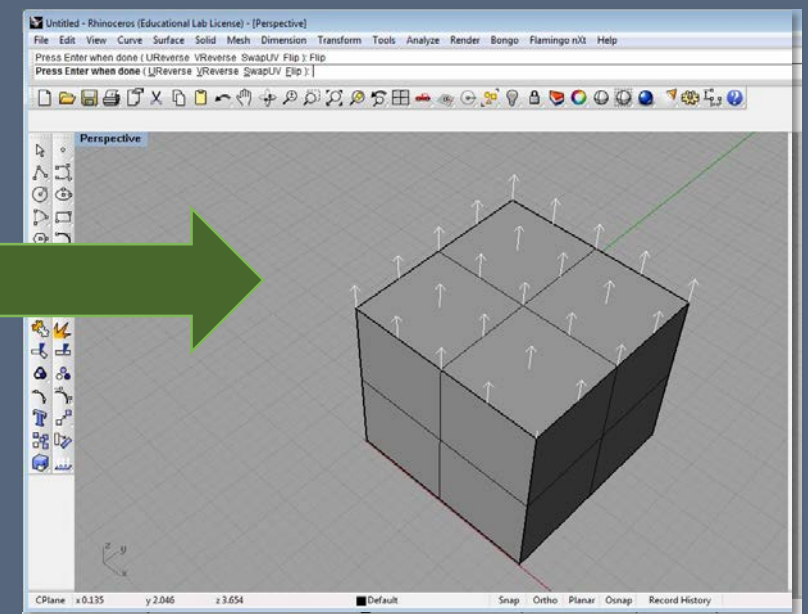 Untitled - Rhinoceros (Educational Lab License) - [Perspective]
File Edit View Curve Surface Solid Mesh Dimension Transform Tools Analyze Render Bongo Flamingo nXt Help
Press Enter when done ( UReverse VReverse SwapUV Flip ): Flip
Press Enter when done ( UReverse VReverse SwapUV Flip ):
Perspective
z y
x
CPlane x 0.135 y 2.046 z 3.654 Default Snap Ortho Planar Osnap Record History